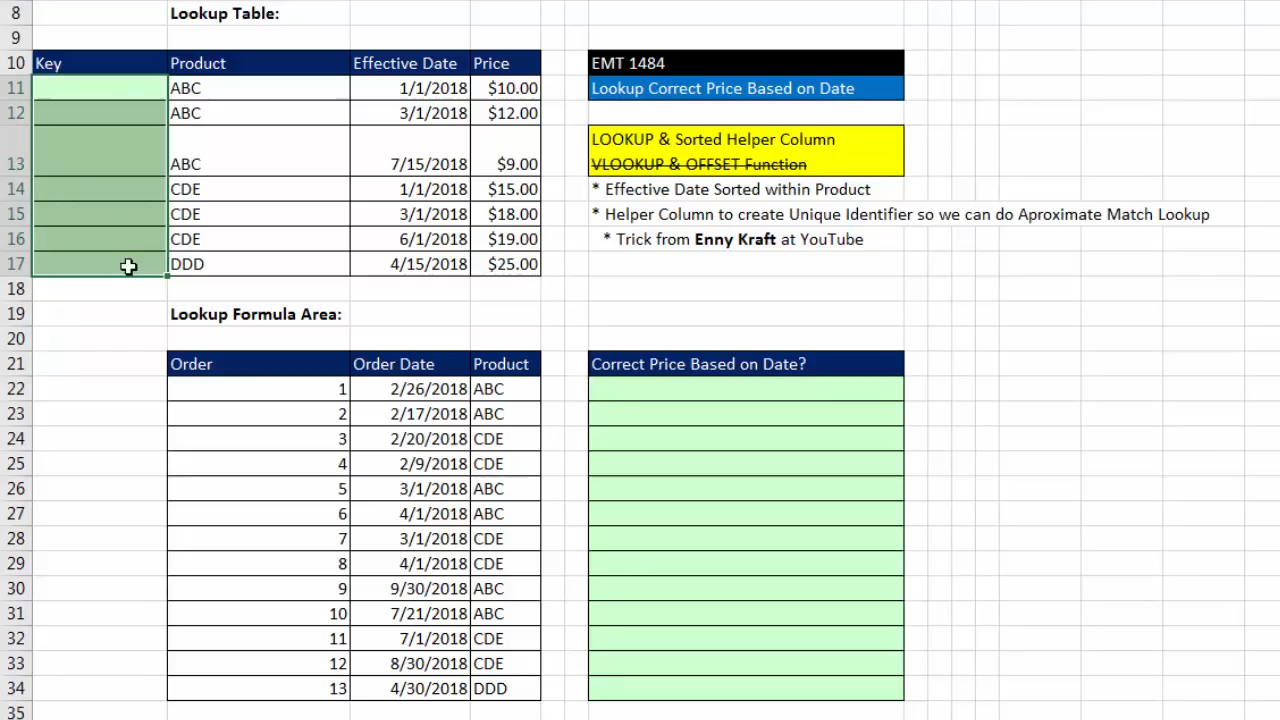 8 Lookup Table:
9
10 Key Product Effective Date Price EMT 1484
11 ABC 1/1/2018 $10.00 Lookup Correct Price Based on Date
12 ABC 3/1/2018 $12.00
LOOKUP & Sorted Helper Column
13 ABC 7/15/2018 $9.00 VLOOKUP & OFFSET Function
14 CDE 1/1/2018 $15.00 * Effective Date Sorted within Product
15 CDE 3/1/2018 $18.00 * Helper Column to create Unique Identifier so we can do Aproximate Match Lookup
16 CDE 6/1/2018 $19.00 * Trick from Enny Kraft at YouTube
17 DDD 4/15/2018 $25.00
18
19 Lookup Formula Area:
20
21 Order Order Date Product Correct Price Based on Date?
22 1 2/26/2018 ABC
23 2 2/17/2018 ABC
24 3 2/20/2018 CDE
25 4 2/9/2018 CDE
26 5 3/1/2018 ABC
27 6 4/1/2018 ABC
28 7 3/1/2018 CDE
29 8 4/1/2018 CDE
30 9 9/30/2018 ABC
31 10 7/21/2018 ABC
32 11 7/1/2018 CDE
33 12 8/30/2018 CDE
34 13 4/30/2018 DDD
35